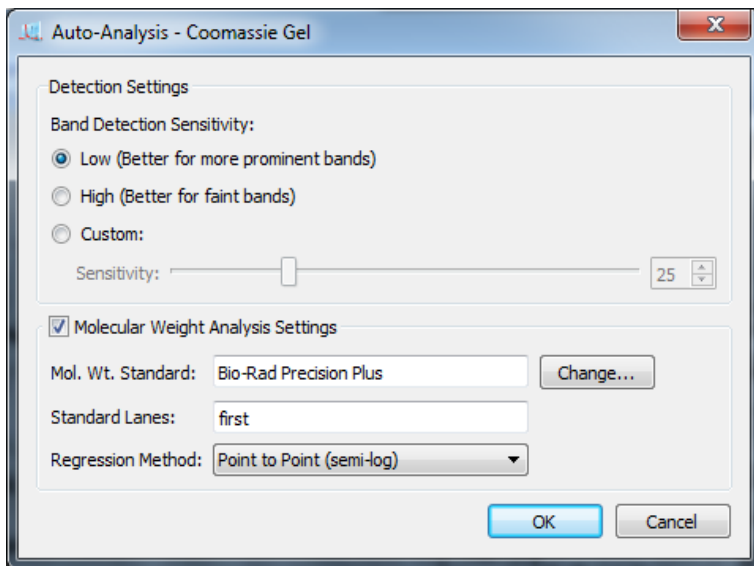 Auto-Analysis - Coomassie Gel
Detection Settings
Band Detection Sensitivity:
Low (Better for more prominent bands)
High (Better for faint bands)
Custom:
Sensitivity: 25
Molecular Weight Analysis Settings
Mol. Wt. Standard: Bio-Rad Precision Plus Change...
Standard Lanes: first
Regression Method: Point to Point (semi-log)
OK Cancel